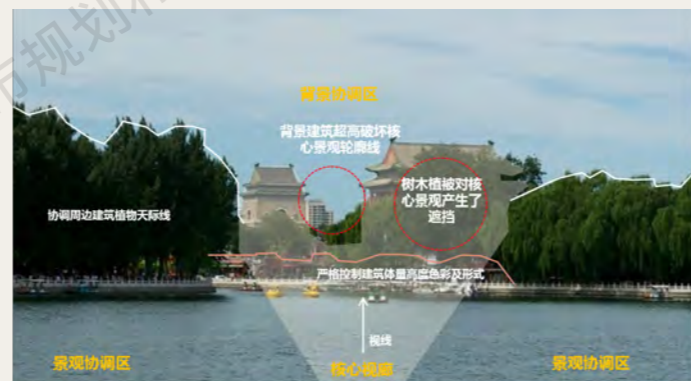 市规划和
背景协调区
背景建筑超高破坏核
心景观轮廓线
树木植被对核
心景观产生了
遮挡
协调周边建筑植物天际线
严格控制建筑体量高度色彩及形式
视线
景观协调区
核心视廊
景观协调区